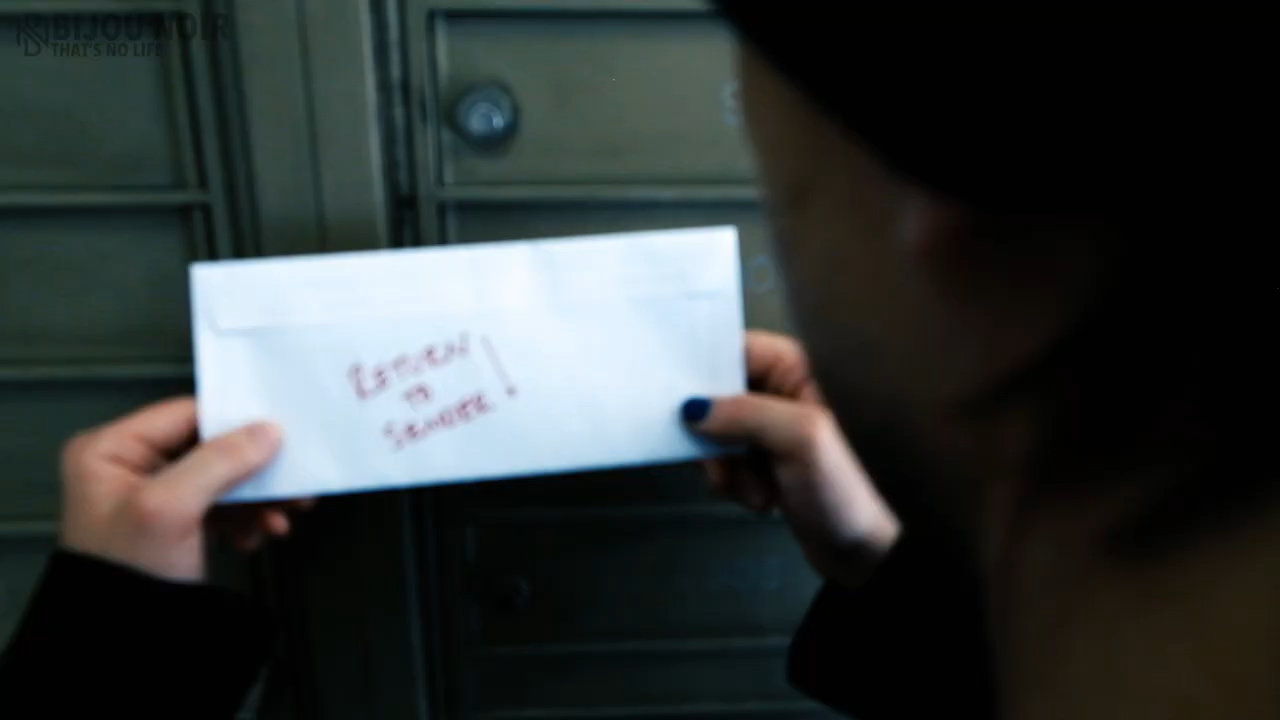 BIJOU NOIR
THAT'S NO LIFE
RETURN
TO
SENDER!